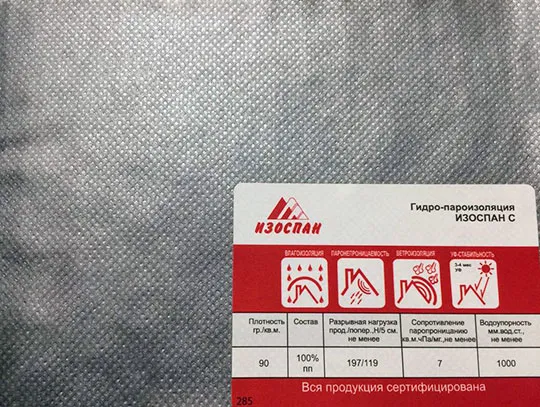 Гидро-пароизоляция
ИЗОСПАН С
ИЗОСПАН
ВЛАГОИЗОЛЯЦИЯ ПАРОНЕПРОНИЦАЕМОСТЬ ВЕТРОИЗОЛЯЦИЯ УФ-СТАБИЛЬНОСТЬ
3-4 мес
УФ
Плотность гр./кв.м. Состав Разрывная нагрузка прод./попер.,Н/5 см. не менее Сопротивление паропроницанию кв.м.чПа/мг.,не менее Водоупорность мм.вод.ст., не менее
90 100% пп 197/119 7 1000
Вся продукция сертифицирована
285